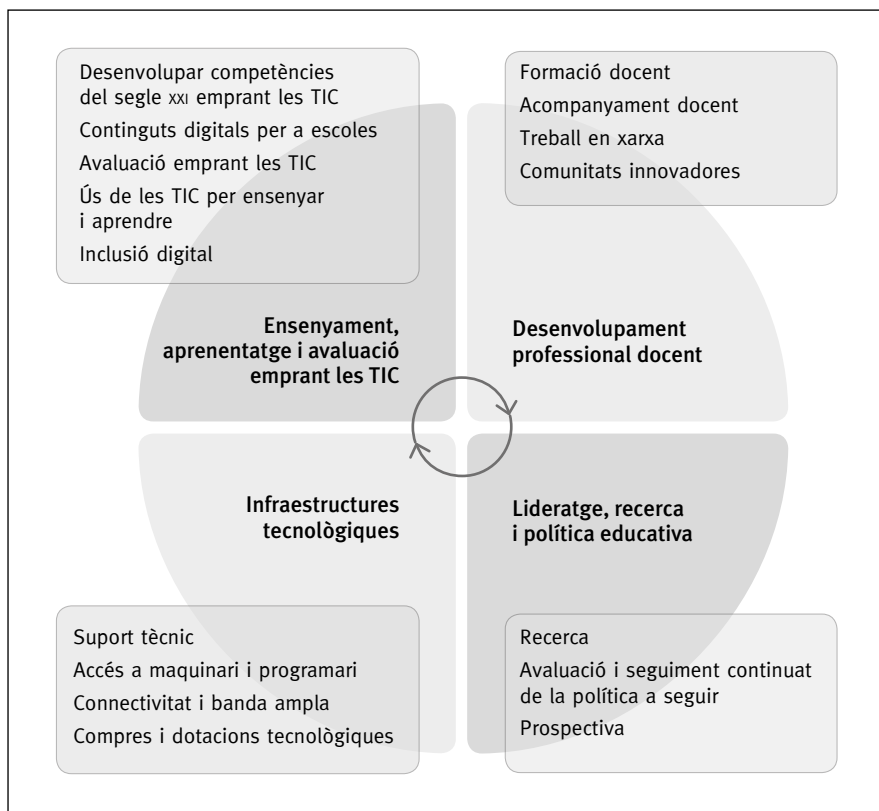 Desenvolupar competències
del segle XXI emprant les TIC
Continguts digitals per a escoles
Avaluació emprant les TIC
Ús de les TIC per ensenyar
i aprendre
Inclusió digital
Formació docent
Acompanyament docent
Treball en xarxa
Comunitats innovadores
Ensenyament,
aprenentatge i avaluació
emprant les TIC
Desenvolupament
professional docent
Infraestructures
tecnològiques
Lideratge, recerca
i política educativa
Suport tècnic
Accés a maquinari i programari
Connectivitat i banda ampla
Compres i dotacions tecnològiques
Recerca
Avaluació i seguiment continuat
de la política a seguir
Prospectiva